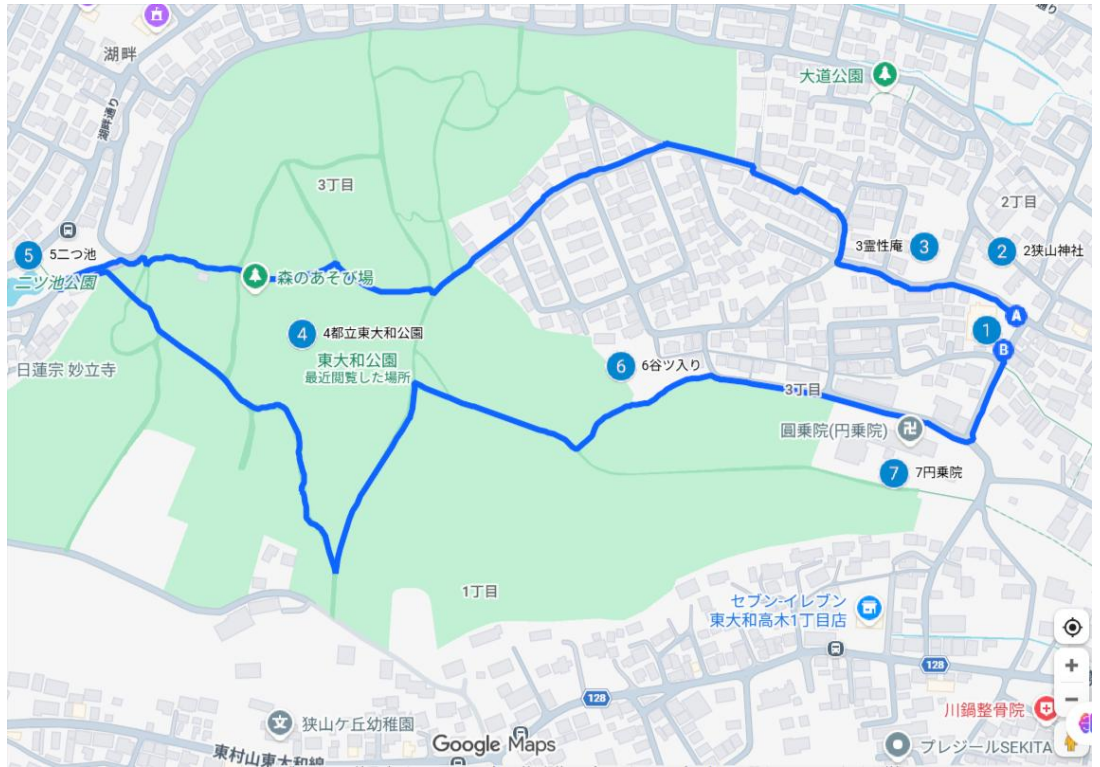 湖畔
湖畔通り
大道公園
3丁目
2丁目
3霊性庵
3
2
2狭山神社
5
5二つ池
二ツ池公園
森のあそび場
A
1
B
4
4都立東大和公園
東大和公園
最近閲覧した場所
日蓮宗 妙立寺
6
6谷ツ入り
3丁目
圓乗院(円乗院)
7
7円乗院
1丁目
セブン-イレブン
東大和高木1丁目店
128
128
狭山ケ丘幼稚園
川鍋整骨院
東村山東大和線
Google Maps
プレジールSEKITA
+
−